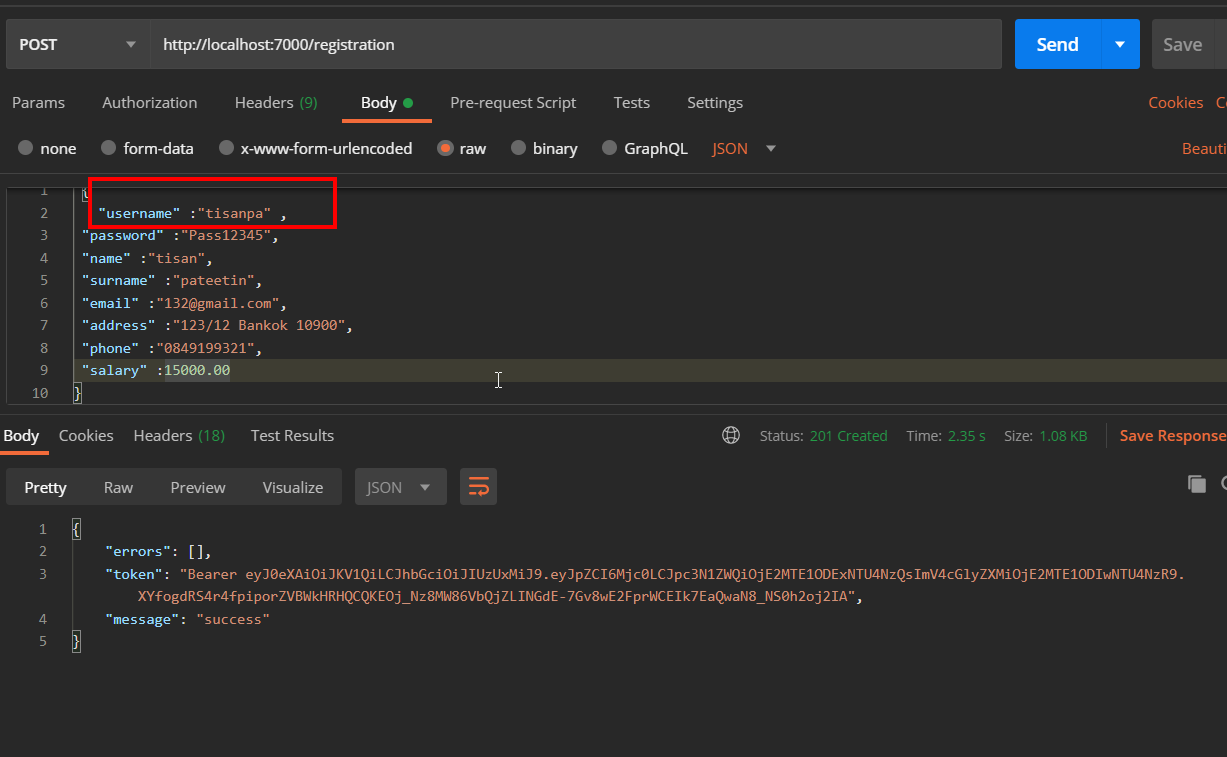 POST http://localhost:7000/registration Send Save
Params Authorization Headers (9) Body Pre-request Script Tests Settings Cookies
none form-data x-www-form-urlencoded raw binary GraphQL JSON Beauti
1 {
2 "username" :"tisanpa" ,
3 "password" :"Pass12345",
4 "name" :"tisan",
5 "surname" :"pateetin",
6 "email" :"132@gmail.com",
7 "address" :"123/12 Bankok 10900",
8 "phone" :"0849199321",
9 "salary" :15000.00
10 }
Body Cookies Headers (18) Test Results Status: 201 Created Time: 2.35 s Size: 1.08 KB Save Response
Pretty Raw Preview Visualize JSON
1 {
2 "errors": [],
3 "token": "Bearer eyJ0eXAiOiJKV1QiLCJhbGciOiJIUzUxMiJ9.eyJpZCI6Mjc0LCJpc3N1ZWQiOjE2MTE1ODExNTU4NzQsImV4cGlyZXMiOjE2MTE1ODIwNTU4NzR9.
XYfogdRS4r4fpiporZVBWkHRHQCQKEOj_Nz8MW86VbQjZLINGdE-7Gv8wE2FprWCEIk7EaQwaN8_NS0h2oj2IA",
4 "message": "success"
5 }